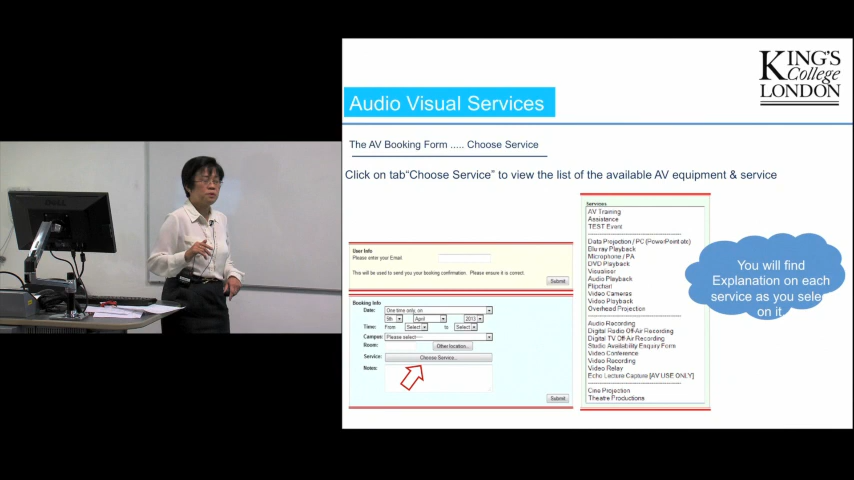 KING'S
College
LONDON
Audio Visual Services
The AV Booking Form ..... Choose Service
Click on tab“Choose Service” to view the list of the available AV equipment & service
User Info
Please enter your Email
This will be used to send you your booking confirmation. Please ensure it is correct.
Submit
Booking Info
Date: One time only, on
9th April 2013
Time: From Select to Select
Campus: Please select----
Room: Other location...
Service: Choose Service...
Notes:
Submit
Services
AV Training
Assistance
TEST Event
Data Projection / PC (PowerPoint etc)
Blu ray Playback
Microphone / PA
DVD Playback
Visualiser
Audio Playback
Flipchart
Video Cameras
Video Playback
Overhead Projection
Audio Recording
Digital Radio Off-Air Recording
Digital TV Off Air Recording
Studio Availability Enquiry Form
Video Conference
Video Recording
Video Relay
Echo Lecture Capture [AV USE ONLY]
Cine Projection
Theatre Productions
You will find
Explanation on each
service as you sele
on it
DELL